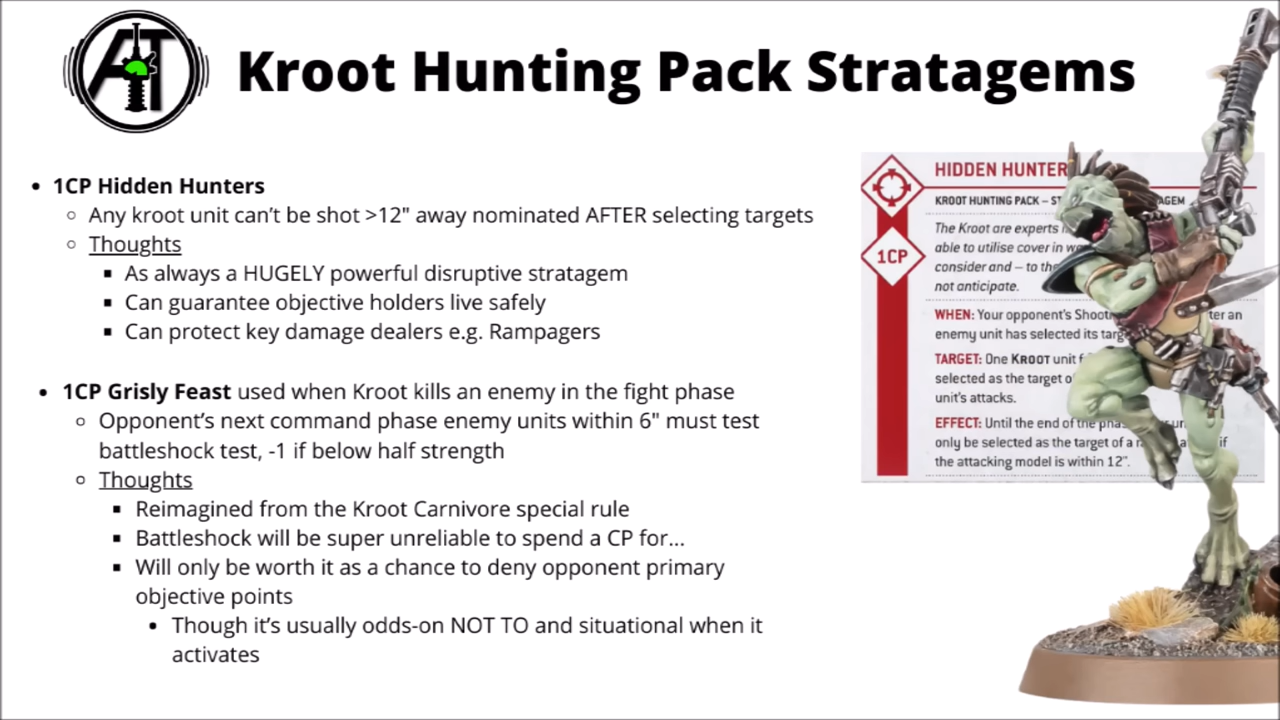 AT
Kroot Hunting Pack Stratagems
• 1CP Hidden Hunters
◦ Any kroot unit can't be shot >12" away nominated AFTER selecting targets
◦ Thoughts
▪ As always a HUGELY powerful disruptive stratagem
▪ Can guarantee objective holders live safely
▪ Can protect key damage dealers e.g. Rampagers
• 1CP Grisly Feast used when Kroot kills an enemy in the fight phase
◦ Opponent's next command phase enemy units within 6" must test
battleshock test, -1 if below half strength
◦ Thoughts
▪ Reimagined from the Kroot Carnivore special rule
▪ Battleshock will be super unreliable to spend a CP for...
▪ Will only be worth it as a chance to deny opponent primary
objective points
• Though it's usually odds-on NOT TO and situational when it
activates
HIDDEN HUNTER
KROOT HUNTING PACK – ST AGEM
1CP
The Kroot are experts
able to utilise cover in
consider and – to
not anticipate.
WHEN: Your opponent's an
enemy unit has selected its
TARGET: One KROOT unit
selected as the target
unit's attacks.
EFFECT: Until the end of the
only be selected as the target of a if
the attacking model is within 12".